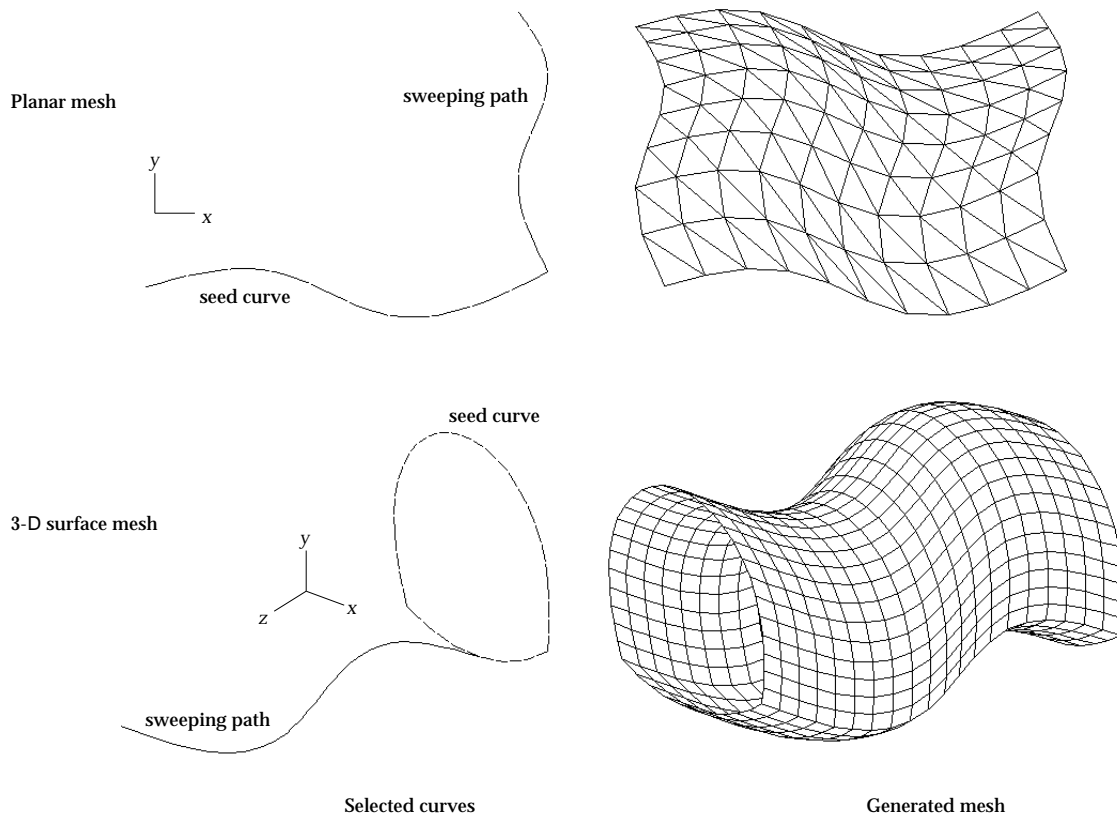 sweeping path
Planar mesh
y
x
seed curve
seed curve
3-D surface mesh
y
x
z
sweeping path
Selected curves
Generated mesh